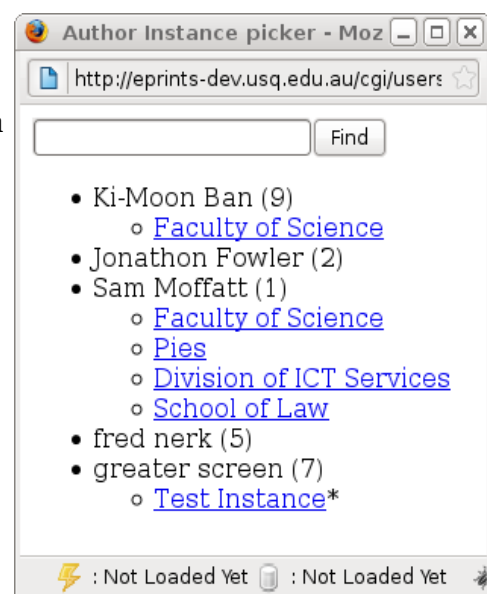 Author Instance picker - Moz
http://eprints-dev.usq.edu.au/cgi/users
Find
Ki-Moon Ban (9)
Faculty of Science
Jonathon Fowler (2)
Sam Moffatt (1)
Faculty of Science
Pies
Division of ICT Services
School of Law
fred nerk (5)
greater screen (7)
Test Instance*
: Not Loaded Yet : Not Loaded Yet